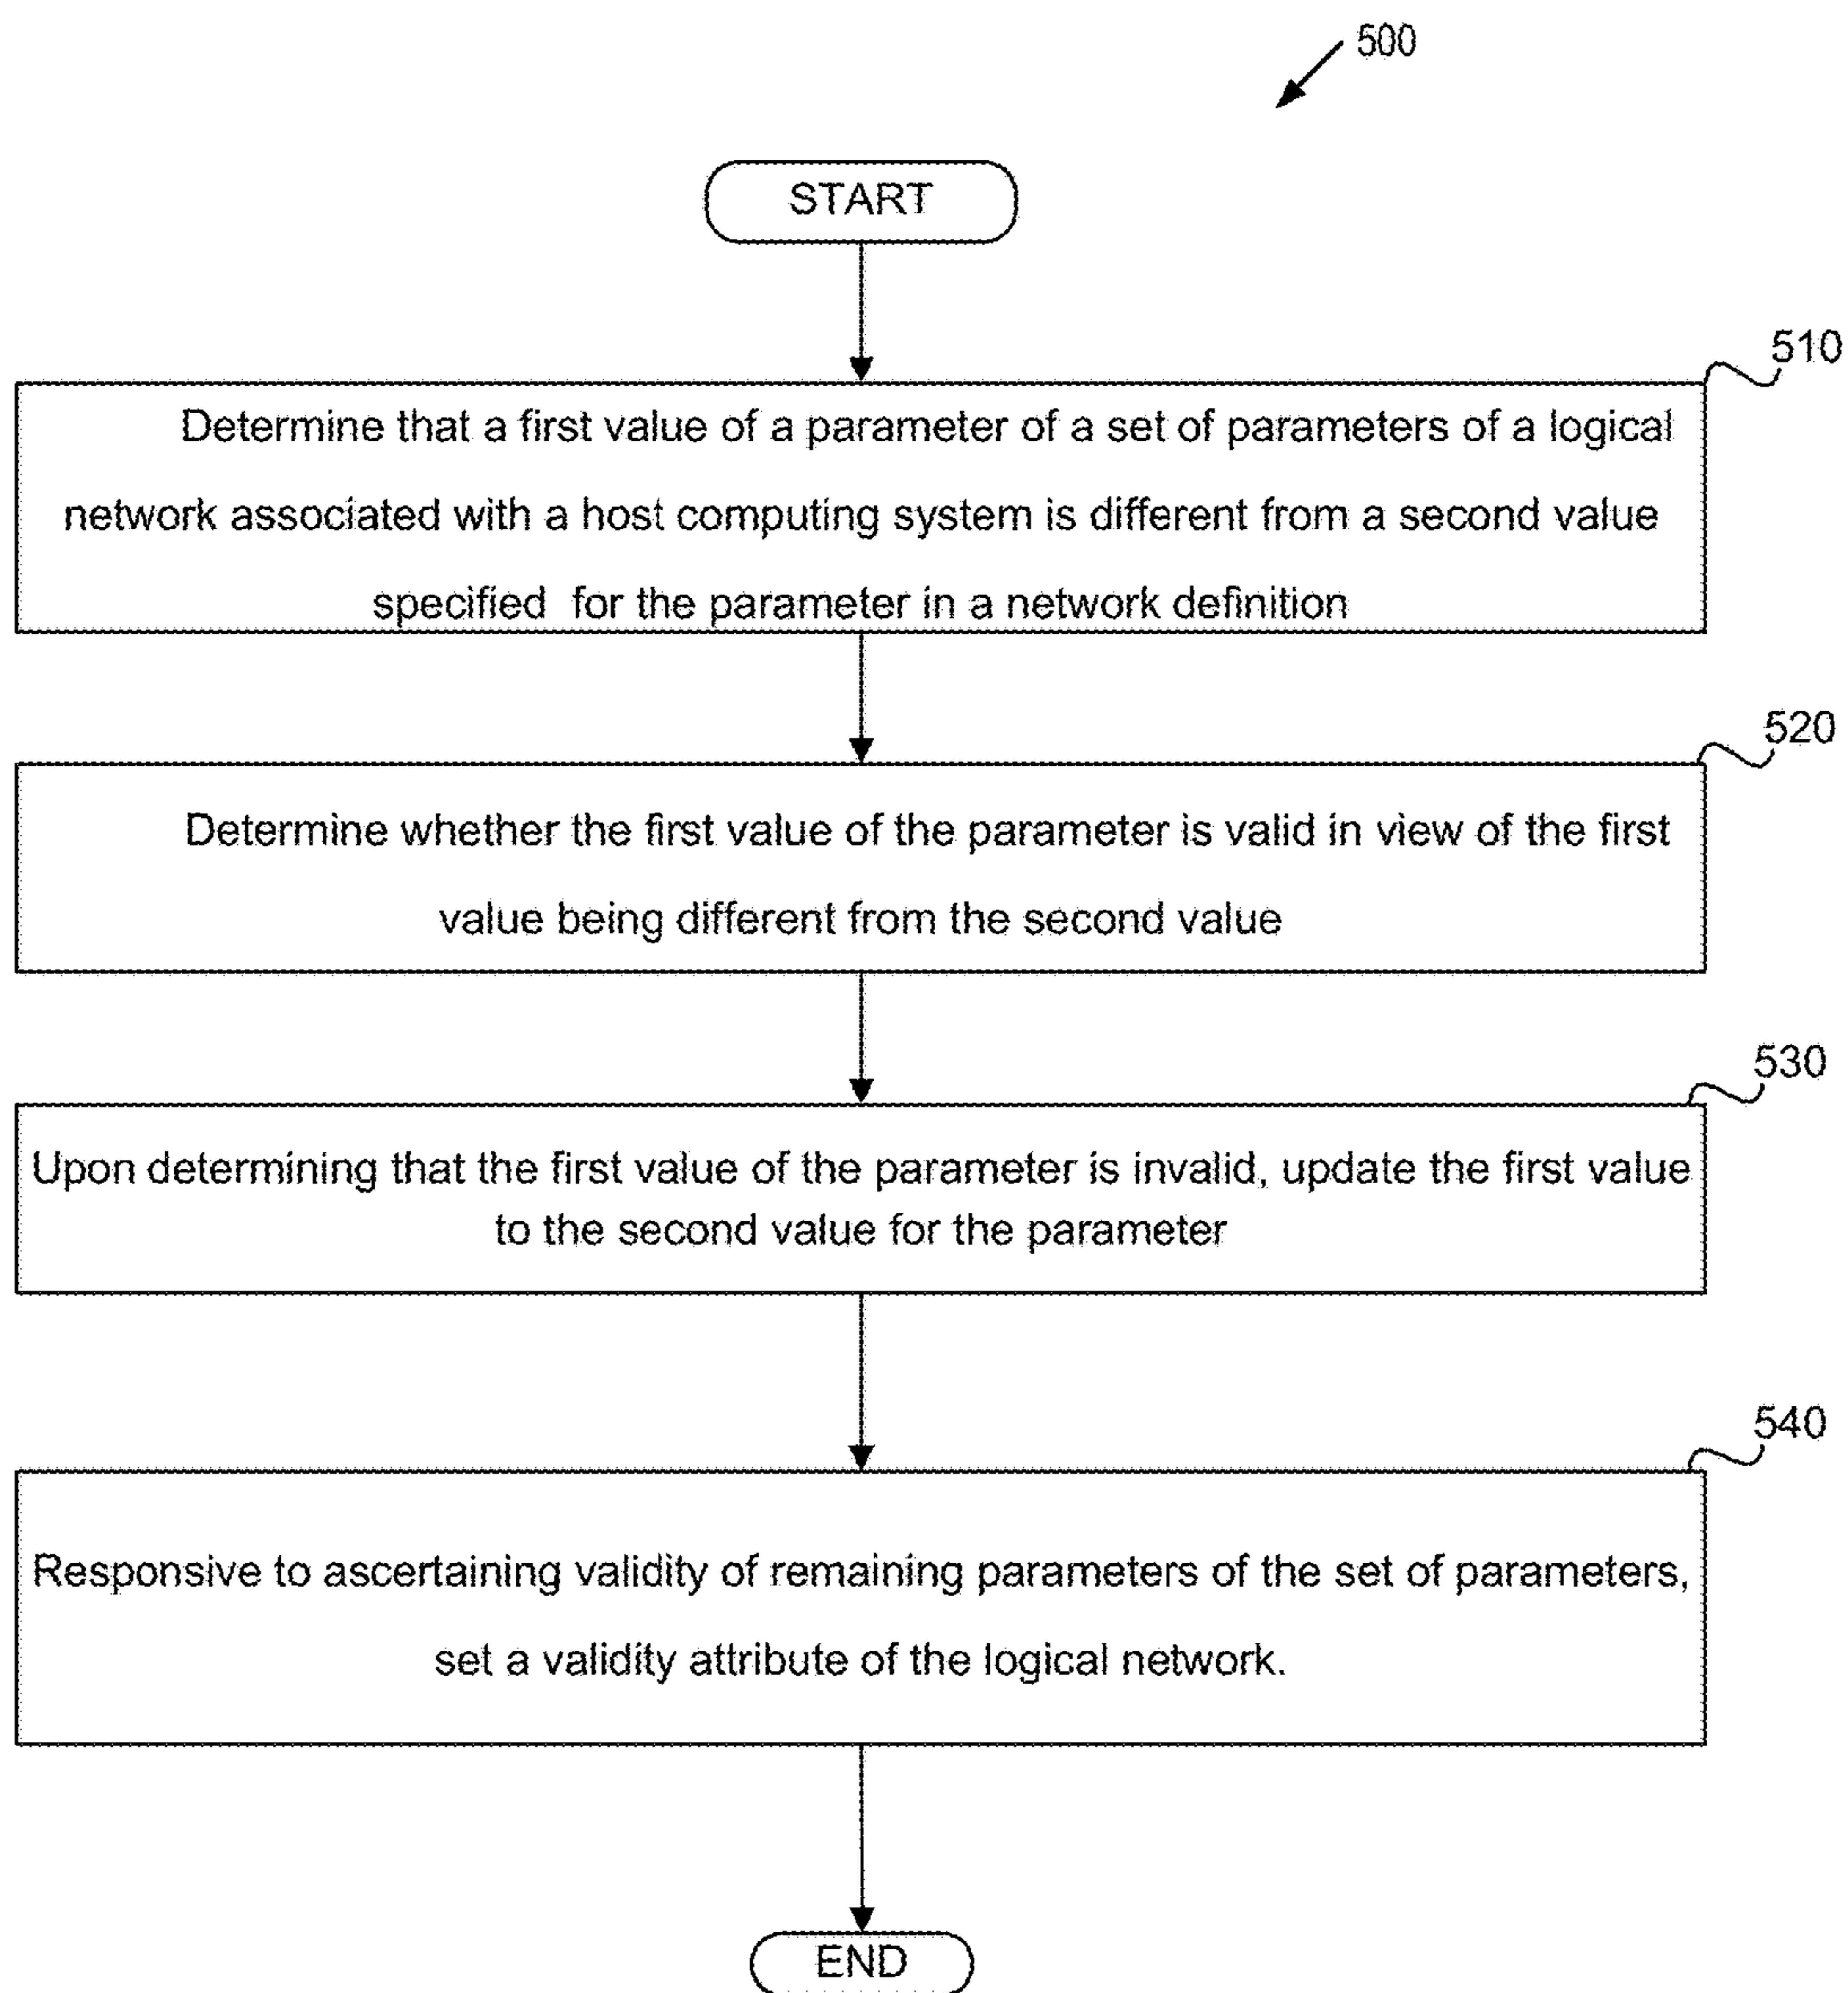 500
START
510
Determine that a first value of a parameter of a set of parameters of a logical
network associated with a host computing system is different from a second value
specified for the parameter in a network definition
520
Determine whether the first value of the parameter is valid in view of the first
value being different from the second value
530
Upon determining that the first value of the parameter is invalid, update the first value
to the second value for the parameter
540
Responsive to ascertaining validity of remaining parameters of the set of parameters,
set a validity attribute of the logical network.
END